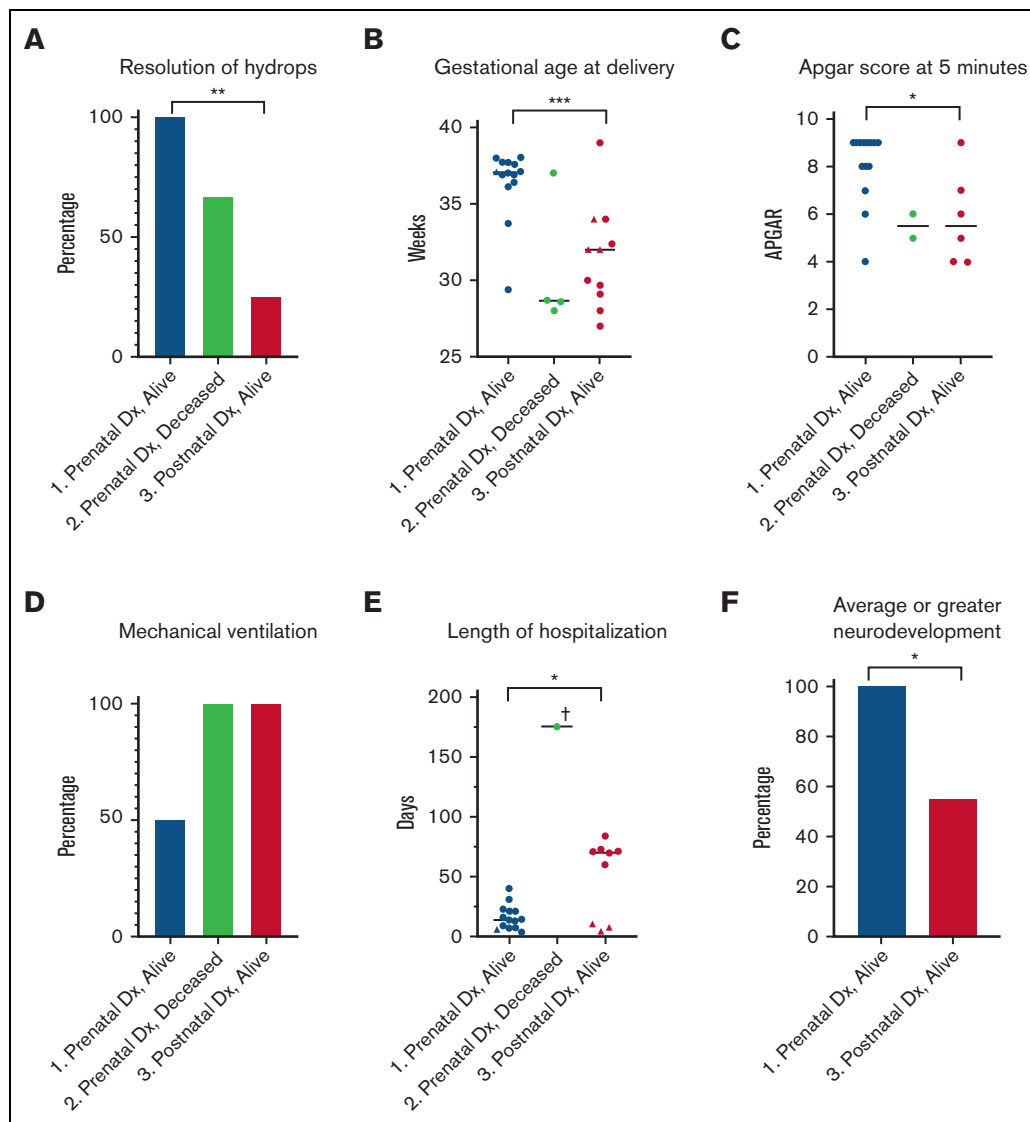 A
Resolution of hydrops
**
100
50
0
Percentage
1. Prenatal Dx, Alive
2. Prenatal Dx, Deceased
3. Postnatal Dx, Alive
B
Gestational age at delivery
***
40
35
30
25
Weeks
1. Prenatal Dx, Alive
2. Prenatal Dx, Deceased
3. Postnatal Dx, Alive
C
Apgar score at 5 minutes
*
10
8
6
4
2
0
APGAR
1. Prenatal Dx, Alive
2. Prenatal Dx, Deceased
3. Postnatal Dx, Alive
D
Mechanical ventilation
100
50
0
Percentage
1. Prenatal Dx, Alive
2. Prenatal Dx, Deceased
3. Postnatal Dx, Alive
E
Length of hospitalization
*
†
200
150
100
50
0
Days
1. Prenatal Dx, Alive
2. Prenatal Dx, Deceased
3. Postnatal Dx, Alive
F
Average or greater
neurodevelopment
*
100
80
60
40
20
0
Percentage
1. Prenatal Dx, Alive
3. Postnatal Dx, Alive